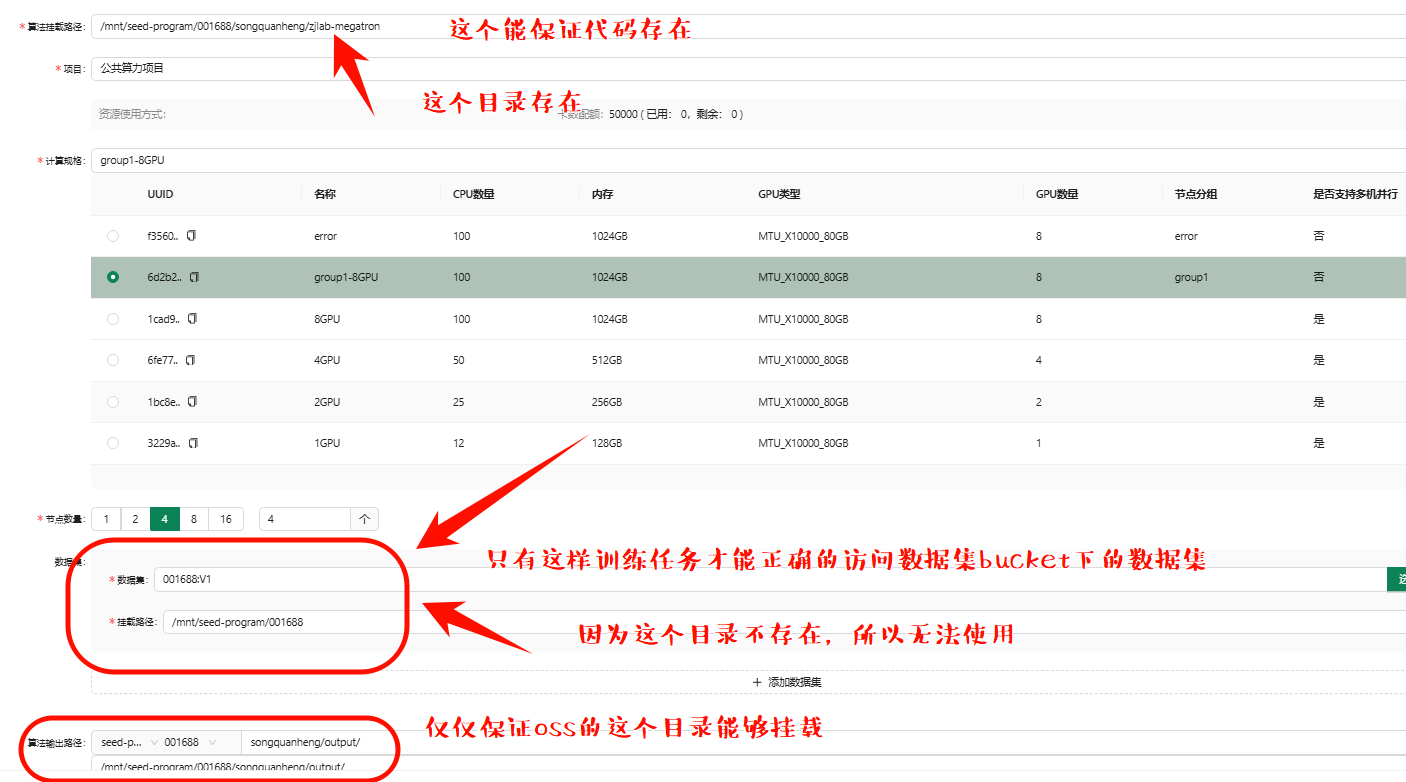 * 算法挂载路径: /mnt/seed-program/001688/songquanheng/zjlab-megatron
这个能保证代码存在
* 项目: 公共算力项目
这个目录存在
资源使用方式: 卡数配额: 50000 ( 已用: 0, 剩余: 0 )
* 计算规格: group1-8GPU
UUID 名称 CPU数量 内存 GPU类型 GPU数量 节点分组 是否支持多机并行
f3560.. error 100 1024GB MTU_X10000_80GB 8 error 否
6d2b2.. group1-8GPU 100 1024GB MTU_X10000_80GB 8 group1 否
1cad9.. 8GPU 100 1024GB MTU_X10000_80GB 8 是
6fe77.. 4GPU 50 512GB MTU_X10000_80GB 4 是
1bc8e.. 2GPU 25 256GB MTU_X10000_80GB 2 是
3229a.. 1GPU 12 128GB MTU_X10000_80GB 1 是
* 节点数量: 1 2 4 8 16 4 个
数据集:
只有这样训练任务才能正确的访问数据集bucket下的数据集
* 数据集: 001688:V1
* 挂载路径: /mnt/seed-program/001688
因为这个目录不存在，所以无法使用
+ 添加数据集
仅仅保证oss的这个目录能够挂载
算法输出路径: seed-p... 001688 songquanheng/output/
/mnt/seed-program/001688/songquanheng/output/